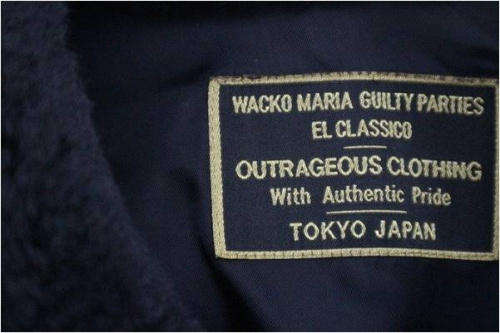 WACKO MARIA GUILTY PARTIES
EL CLASSICO
OUTRAGEOUS CLOTHING
With Authentic Pride
TOKYO JAPAN